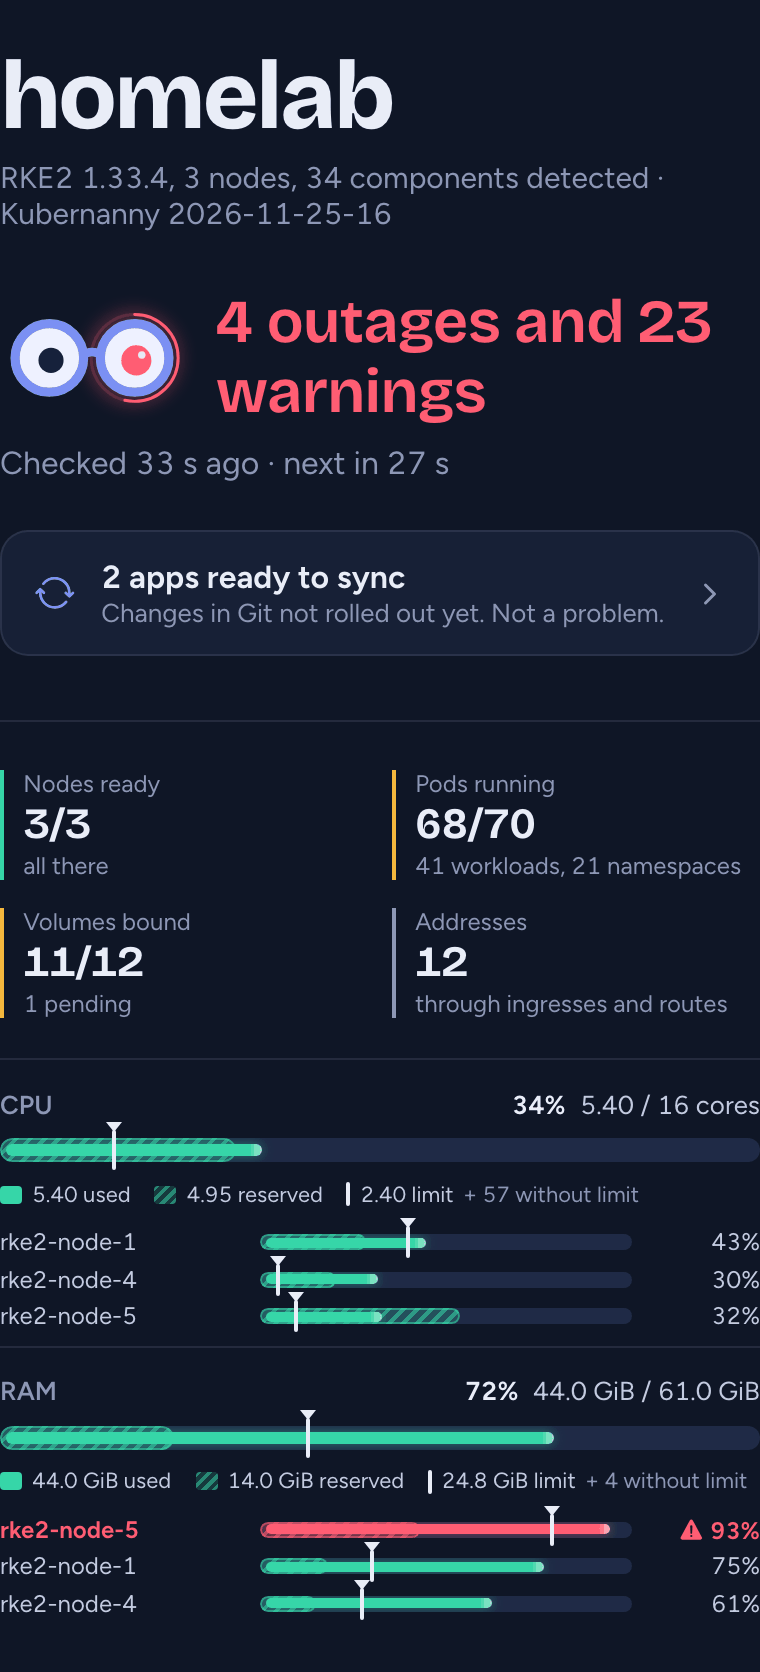 homelab
RKE2 1.33.4, 3 nodes, 34 components detected ·
Kubernanny 2026-11-25-16
4 outages and 23
warnings
Checked 33 s ago · next in 27 s
2 apps ready to sync
Changes in Git not rolled out yet. Not a problem.
Nodes ready
3/3
all there
Pods running
68/70
41 workloads, 21 namespaces
Volumes bound
11/12
1 pending
Addresses
12
through ingresses and routes
CPU 34% 5.40 / 16 cores
5.40 used 4.95 reserved 2.40 limit + 57 without limit
rke2-node-1 43%
rke2-node-4 30%
rke2-node-5 32%
RAM 72% 44.0 GiB / 61.0 GiB
44.0 GiB used 14.0 GiB reserved 24.8 GiB limit + 4 without limit
rke2-node-5 93%
rke2-node-1 75%
rke2-node-4 61%